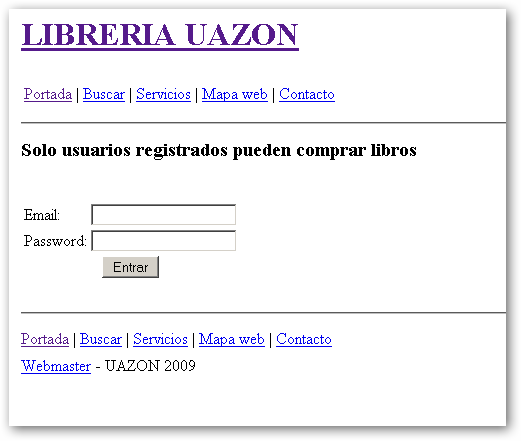 LIBRERIA UAZON
Portada | Buscar | Servicios | Mapa web | Contacto
Solo usuarios registrados pueden comprar libros
Email:
Password:
Entrar
Portada | Buscar | Servicios | Mapa web | Contacto
Webmaster - UAZON 2009